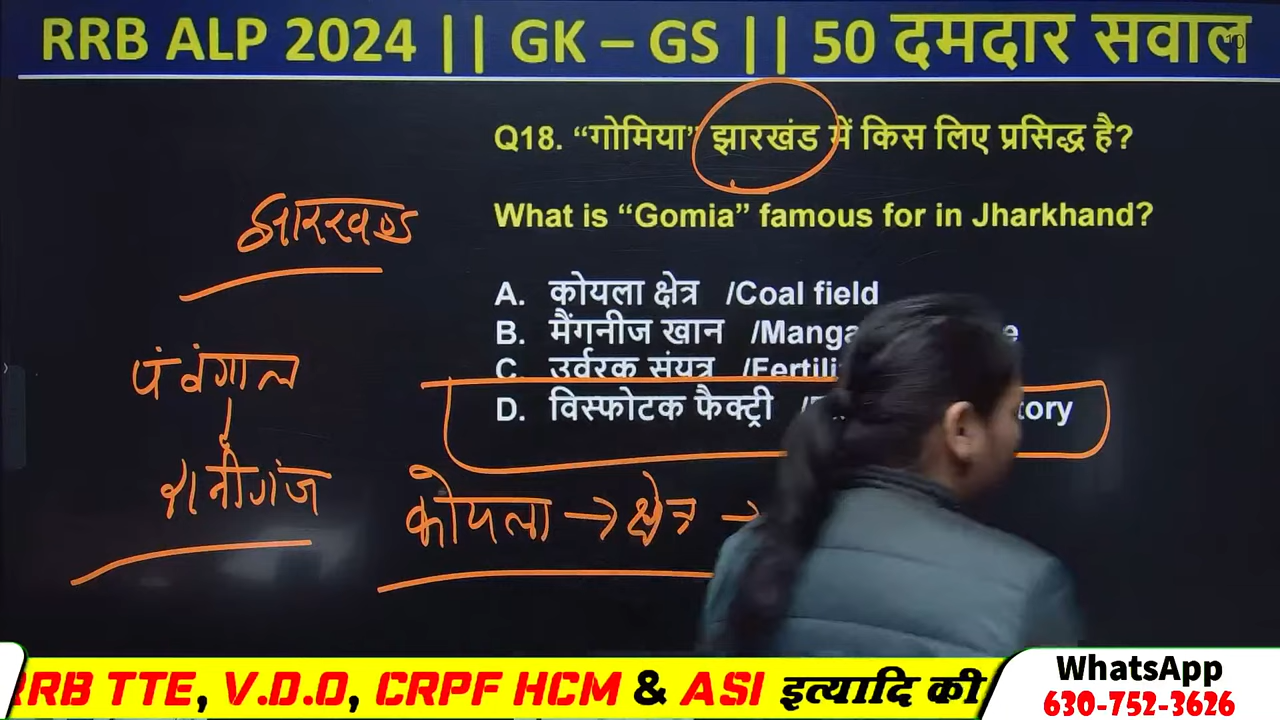 RRB ALP 2024 || GK – GS || 50 दमदार सवाल
10
Q18. “गोमिया” झारखंड में किस लिए प्रसिद्ध है?
What is “Gomia” famous for in Jharkhand?
झारखण्ड
A. कोयला क्षेत्र /Coal field
B. मैंगनीज खान /Manga e
C. उर्वरक संयत्र /Fertili
D. विस्फोटक फैक्ट्री / tory
पं बंगाल
रानीगंज
कोयला → क्षेत्र →
RRB TTE, V.D.O, CRPF HCM & ASI इत्यादि की
WhatsApp
630-752-3626